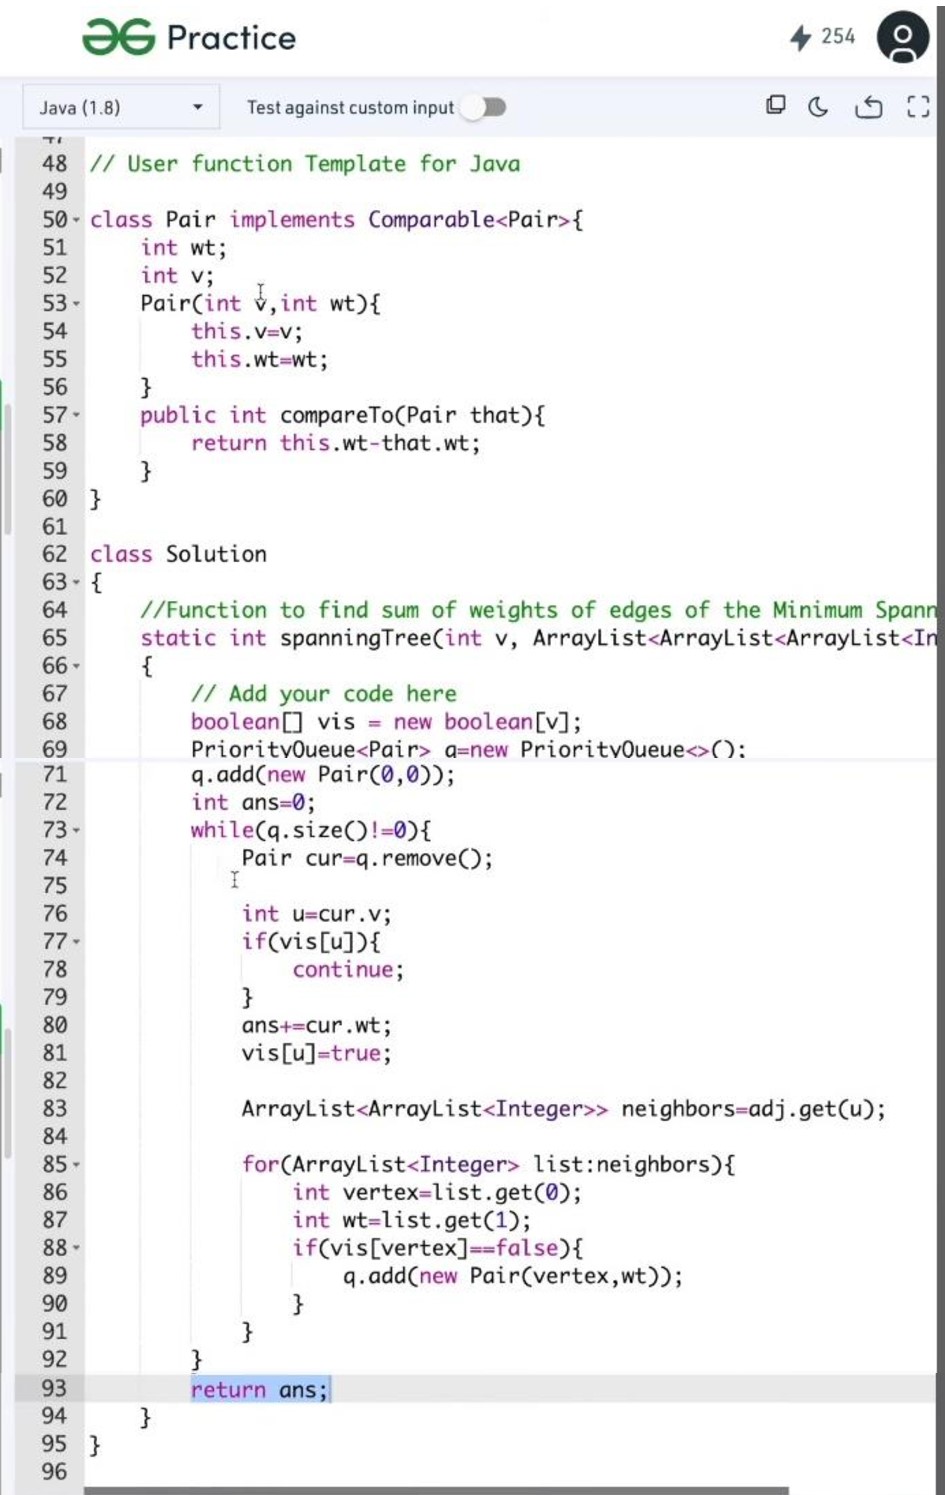 Practice
254
Java (1.8)
Test against custom input
47
48 // User function Template for Java
49
50 class Pair implements Comparable<Pair>{
51     int wt;
52     int v;
53     Pair(int v,int wt){
54         this.v=v;
55         this.wt=wt;
56     }
57     public int compareTo(Pair that){
58         return this.wt-that.wt;
59     }
60 }
61
62 class Solution
63 {
64     //Function to find sum of weights of edges of the Minimum Spann
65     static int spanningTree(int v, ArrayList<ArrayList<ArrayList<In
66     {
67         // Add your code here
68         boolean[] vis = new boolean[v];
69         PriorityQueue<Pair> q=new PriorityQueue<>();
71         q.add(new Pair(0,0));
72         int ans=0;
73         while(q.size()!=0){
74             Pair cur=q.remove();
75
76             int u=cur.v;
77             if(vis[u]){
78                 continue;
79             }
80             ans+=cur.wt;
81             vis[u]=true;
82
83             ArrayList<ArrayList<Integer>> neighbors=adj.get(u);
84
85             for(ArrayList<Integer> list:neighbors){
86                 int vertex=list.get(0);
87                 int wt=list.get(1);
88                 if(vis[vertex]==false){
89                     q.add(new Pair(vertex,wt));
90                 }
91             }
92         }
93         return ans;
94     }
95 }
96